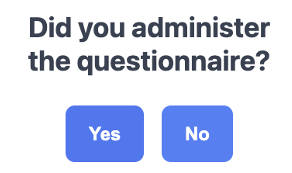 Did you administer
the questionnaire?
Yes
No